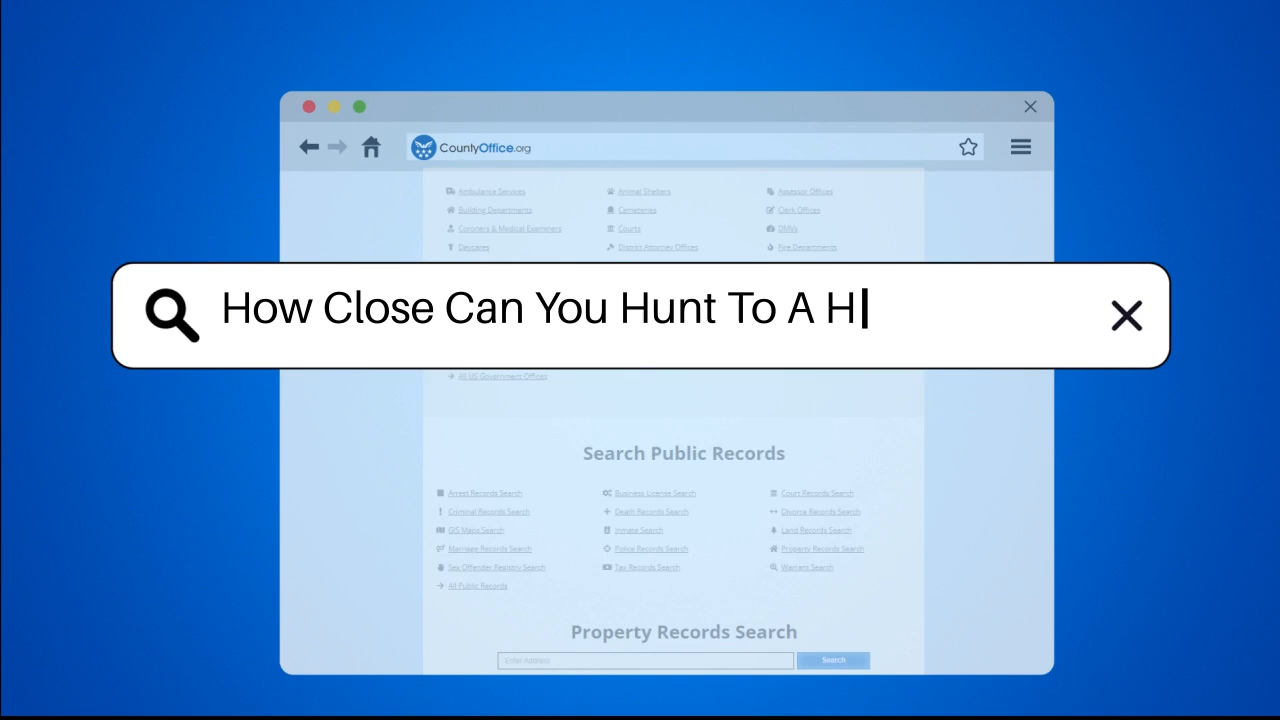 CountyOffice.org
Ambulance Services
Animal Shelters
Assessor Offices
Building Departments
Cemeteries
Clerk Offices
Coroners & Medical Examiners
Courts
DMVs
Daycares
District Attorney Offices
Fire Departments
How Close Can You Hunt To A H
All US Government Offices
Search Public Records
Arrest Records Search
Business License Search
Court Records Search
Criminal Records Search
Death Records Search
Divorce Records Search
GIS Maps Search
Inmate Search
Land Records Search
Marriage Records Search
Police Records Search
Property Records Search
Sex Offender Registry Search
Tax Records Search
Warrant Search
All Public Records
Property Records Search
Enter Address
Search